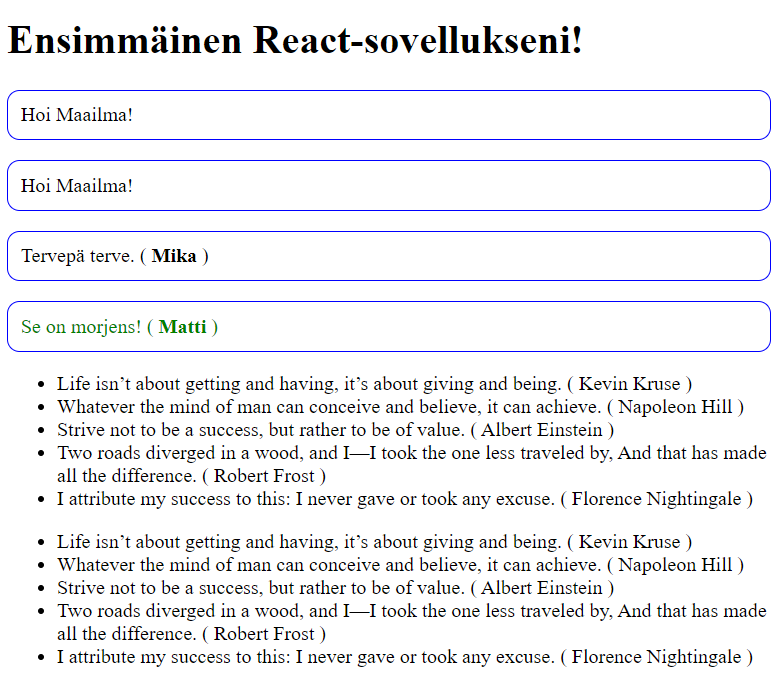 Ensimmäinen React-sovellukseni!
Hoi Maailma!
Hoi Maailma!
Tervepä terve. ( Mika )
Se on morjens! ( Matti )
• Life isn’t about getting and having, it’s about giving and being. ( Kevin Kruse )
• Whatever the mind of man can conceive and believe, it can achieve. ( Napoleon Hill )
• Strive not to be a success, but rather to be of value. ( Albert Einstein )
• Two roads diverged in a wood, and I—I took the one less traveled by, And that has made
all the difference. ( Robert Frost )
• I attribute my success to this: I never gave or took any excuse. ( Florence Nightingale )
• Life isn’t about getting and having, it’s about giving and being. ( Kevin Kruse )
• Whatever the mind of man can conceive and believe, it can achieve. ( Napoleon Hill )
• Strive not to be a success, but rather to be of value. ( Albert Einstein )
• Two roads diverged in a wood, and I—I took the one less traveled by, And that has made
all the difference. ( Robert Frost )
• I attribute my success to this: I never gave or took any excuse. ( Florence Nightingale )